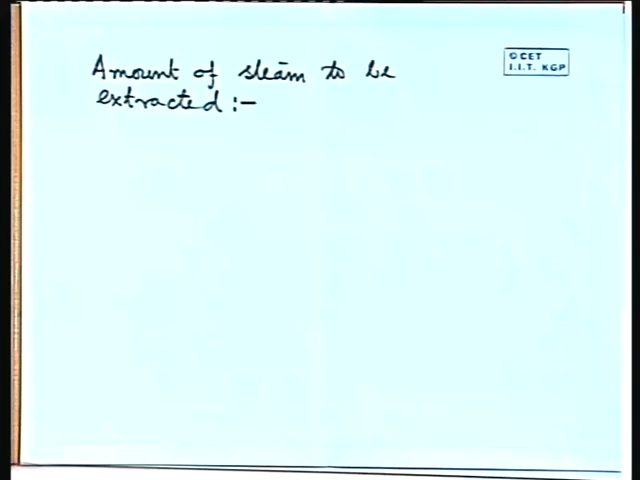 Amount of steam to be
extracted :-
© CET
I.I.T. KGP